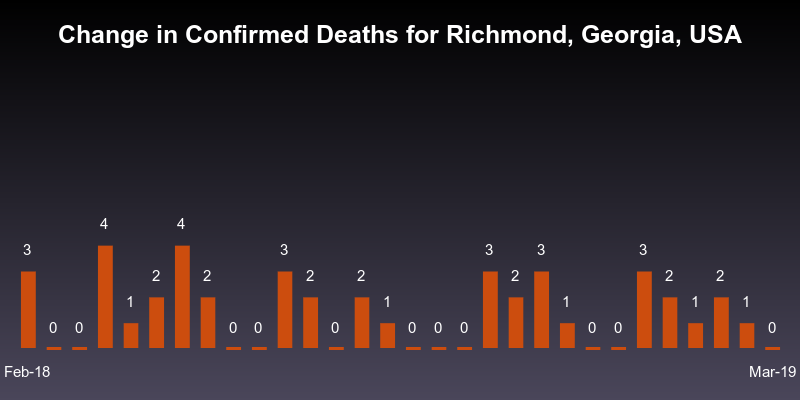 Change in Confirmed Deaths for Richmond, Georgia, USA
3 0 0 4 1 2 4 2 0 0 3 2 0 2 1 0 0 0 3 2 3 1 0 0 3 2 1 2 1 0
Feb-18 Mar-19